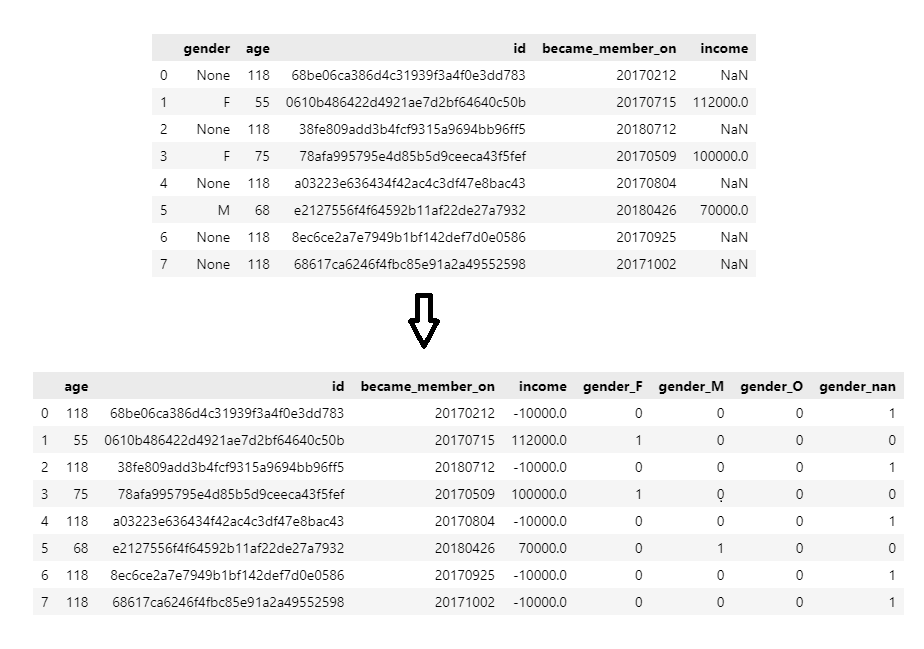 gender age id became_member_on income
0 None 118 68be06ca386d4c31939f3a4f0e3dd783 20170212 NaN
1 F 55 0610b486422d4921ae7d2bf64640c50b 20170715 112000.0
2 None 118 38fe809add3b4fcf9315a9694bb96ff5 20180712 NaN
3 F 75 78afa995795e4d85b5d9ceeca43f5fef 20170509 100000.0
4 None 118 a03223e636434f42ac4c3df47e8bac43 20170804 NaN
5 M 68 e2127556f4f64592b11af22de27a7932 20180426 70000.0
6 None 118 8ec6ce2a7e7949b1bf142def7d0e0586 20170925 NaN
7 None 118 68617ca6246f4fbc85e91a2a49552598 20171002 NaN
age id became_member_on income gender_F gender_M gender_O gender_nan
0 118 68be06ca386d4c31939f3a4f0e3dd783 20170212 -10000.0 0 0 0 1
1 55 0610b486422d4921ae7d2bf64640c50b 20170715 112000.0 1 0 0 0
2 118 38fe809add3b4fcf9315a9694bb96ff5 20180712 -10000.0 0 0 0 1
3 75 78afa995795e4d85b5d9ceeca43f5fef 20170509 100000.0 1 0 0 0
4 118 a03223e636434f42ac4c3df47e8bac43 20170804 -10000.0 0 0 0 1
5 68 e2127556f4f64592b11af22de27a7932 20180426 70000.0 0 1 0 0
6 118 8ec6ce2a7e7949b1bf142def7d0e0586 20170925 -10000.0 0 0 0 1
7 118 68617ca6246f4fbc85e91a2a49552598 20171002 -10000.0 0 0 0 1